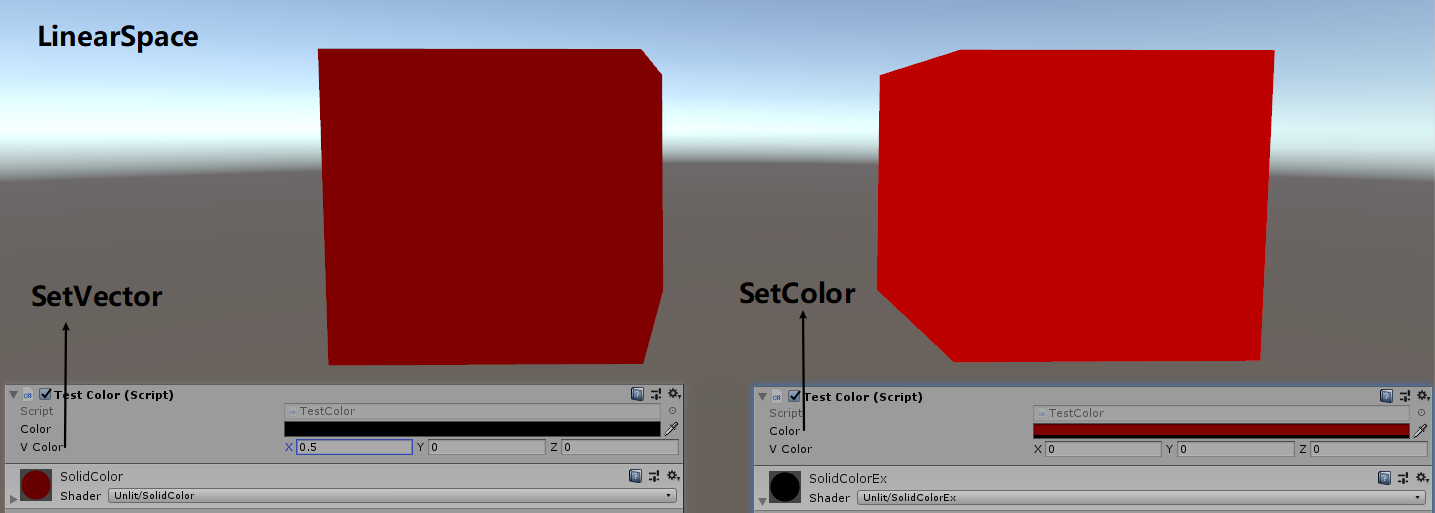 LinearSpace
SetVector
SetColor
Test Color (Script)
Script TestColor
Color
V Color X 0.5 Y 0 Z 0
SolidColor
Shader Unlit/SolidColor
Test Color (Script)
Script TestColor
Color
V Color X 0 Y 0 Z 0
SolidColorEx
Shader Unlit/SolidColorEx